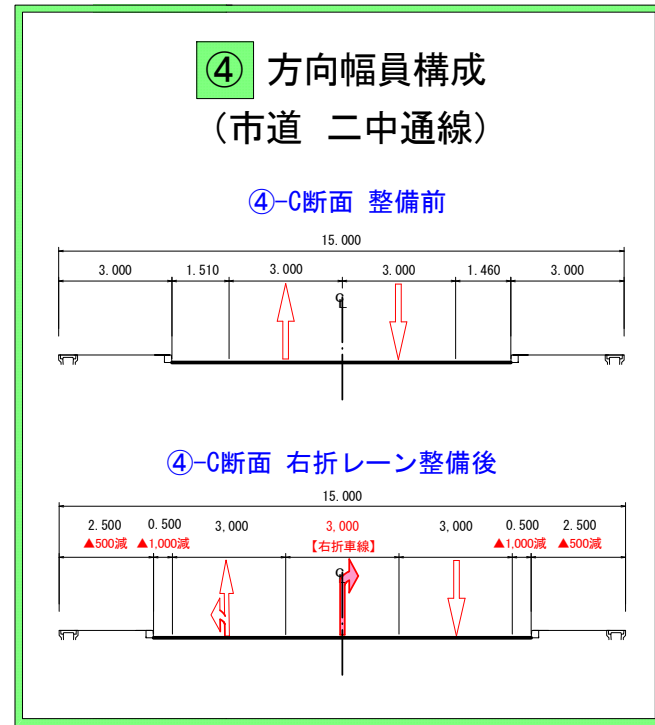 ④ 方向幅員構成
(市道 二中通線)
④-C断面 整備前
15.000
3.000 1.510 3.000 3.000 1.460 3.000
CL
④-C断面 右折レーン整備後
15.000
2.500 0.500 3,000 3,000 3,000 0.500 2.500
▲500減 ▲1,000減 【右折車線】 ▲1,000減 ▲500減
CL